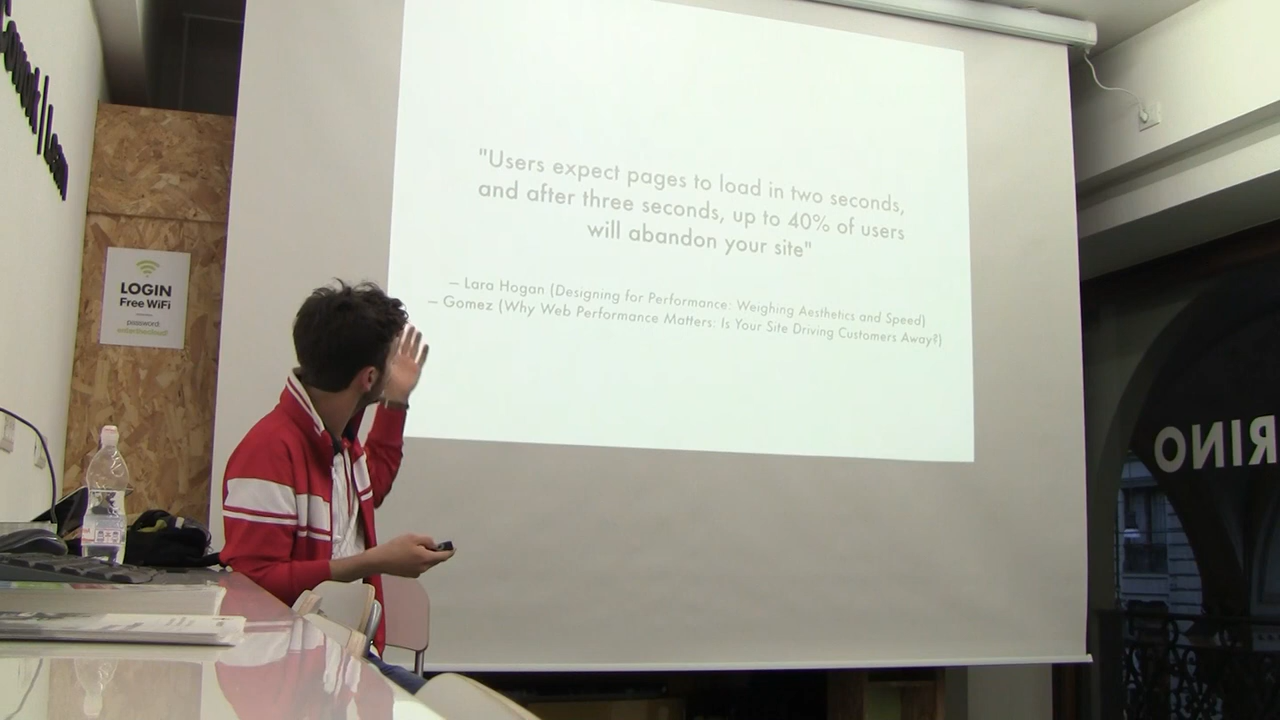 "Users expect pages to load in two seconds,
and after three seconds, up to 40% of users
will abandon your site"
– Lara Hogan (Designing for Performance: Weighing Aesthetics and Speed)
– Gomez (Why Web Performance Matters: Is Your Site Driving Customers Away?)
LOGIN
Free WiFi
password:
RINO